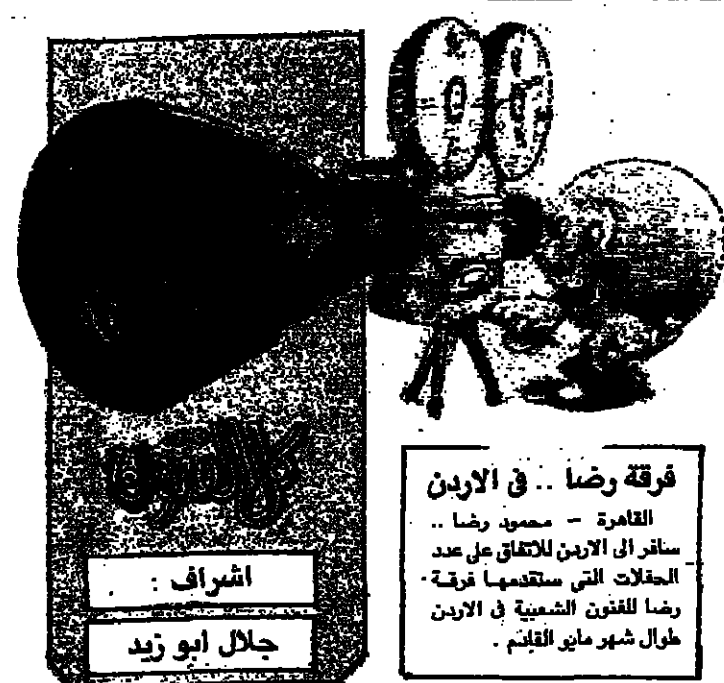 فرقة رضا .. في الاردن
القاهرة - محمود رضا ..
سافر الى الاردن للاتفاق على عدد
الحفلات التي ستقدمها فرقة
رضا للفنون الشعبية في الاردن
طوال شهر مايو القادم .
اشراف :
جلال ابو زيد